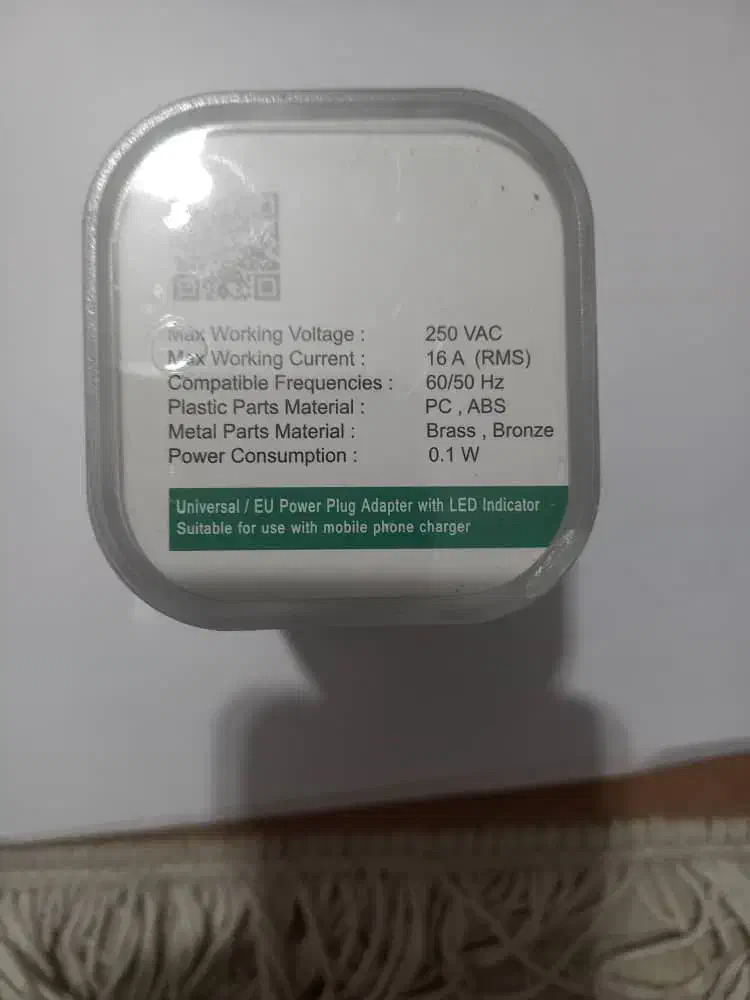 Max Working Voltage : 250 VAC
Max Working Current : 16 A (RMS)
Compatible Frequencies : 60/50 Hz
Plastic Parts Material : PC , ABS
Metal Parts Material : Brass , Bronze
Power Consumption : 0.1 W
Universal / EU Power Plug Adapter with LED Indicator
Suitable for use with mobile phone charger